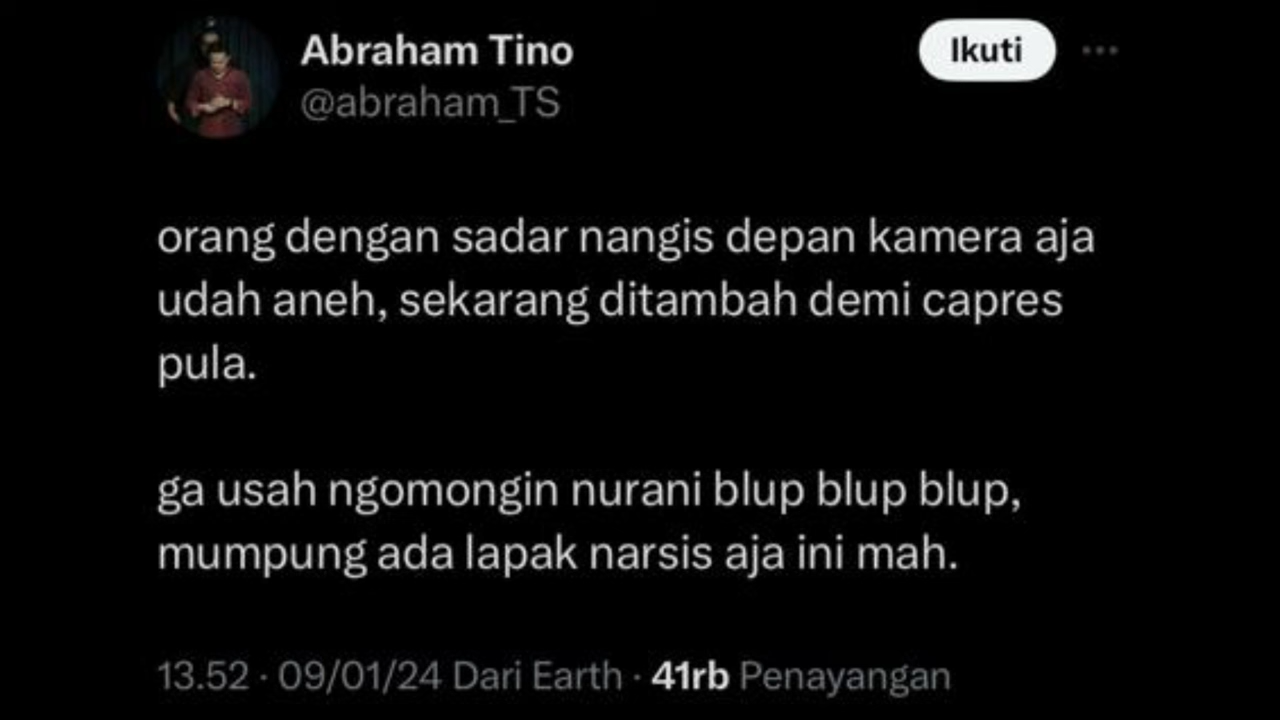 Abraham Tino
@abraham_TS
Ikuti
orang dengan sadar nangis depan kamera aja
udah aneh, sekarang ditambah demi capres
pula.
ga usah ngomongin nurani blup blup blup,
mumpung ada lapak narsis aja ini mah.
13.52 · 09/01/24 Dari Earth · 41rb Penayangan